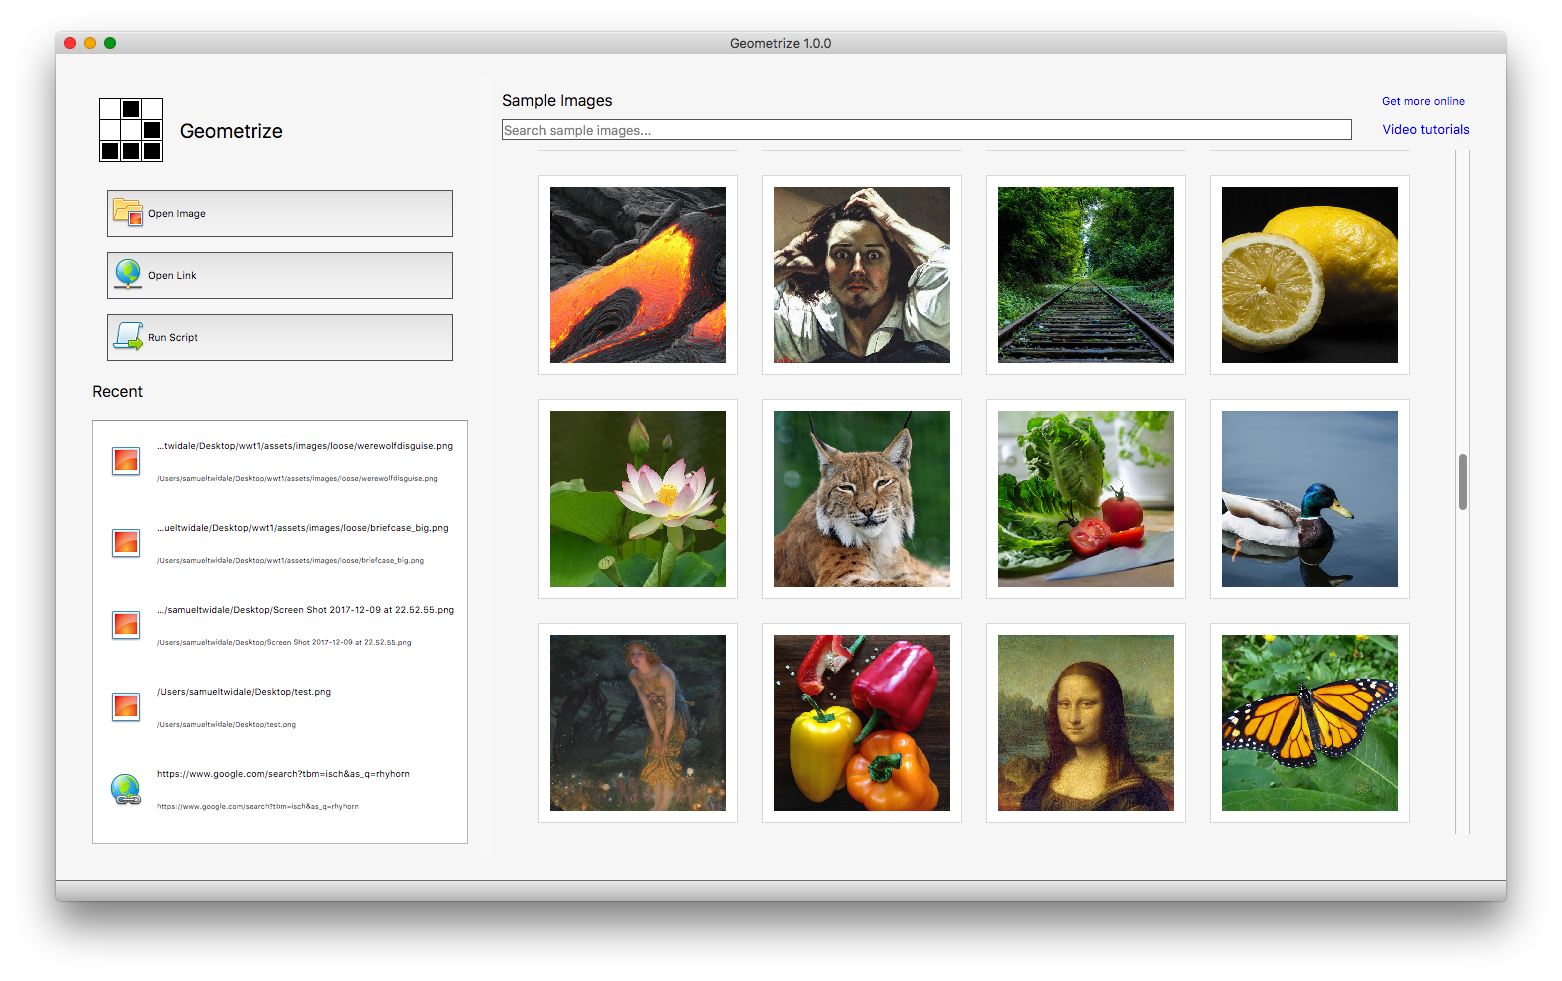 Geometrize 1.0.0
Geometrize
Open Image
Open Link
Run Script
Recent
...twidale/Desktop/wwt1/assets/images/loose/werewolfdisguise.png
/Users/samueltwidale/Desktop/wwt1/assets/images/loose/werewolfdisguise.png
...ueltwidale/Desktop/wwt1/assets/images/loose/briefcase_big.png
/Users/samueltwidale/Desktop/wwt1/assets/images/loose/briefcase_big.png
.../samueltwidale/Desktop/Screen Shot 2017-12-09 at 22.52.55.png
/Users/samueltwidale/Desktop/Screen Shot 2017-12-09 at 22.52.55.png
/Users/samueltwidale/Desktop/test.png
/Users/samueltwidale/Desktop/test.png
https://www.google.com/search?tbm=isch&as_q=rhyhorn
https://www.google.com/search?tbm=isch&as_q=rhyhorn
Sample Images
Get more online
Search sample images...
Video tutorials